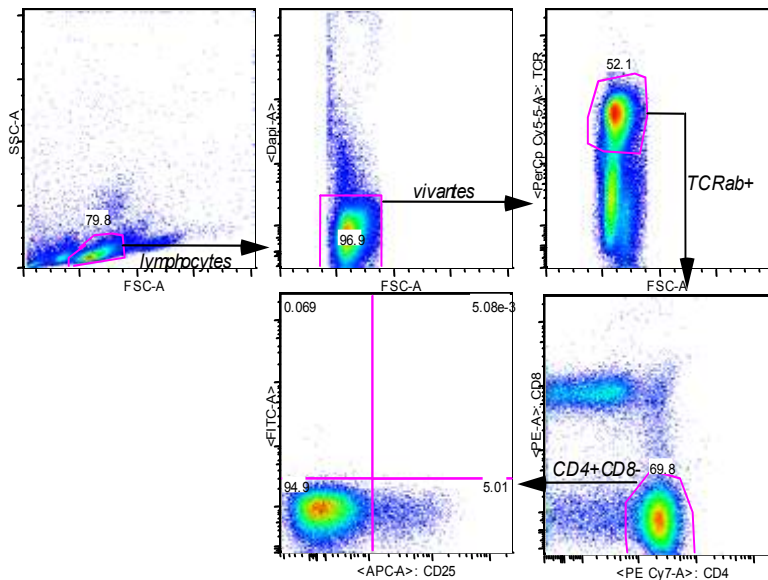 SSC-A
79.8
lymphocytes
FSC-A
<Dapi-A>
96.9
vivantes
FSC-A
<PerCp Cy5-5-A>: TCR
52.1
TCRab+
FSC-A
<FITC-A>
0.069
5.08e-3
94.9
5.01
<APC-A>: CD25
<PE-A>: CD8
CD4+CD8-
69.8
<PE Cy7-A>: CD4